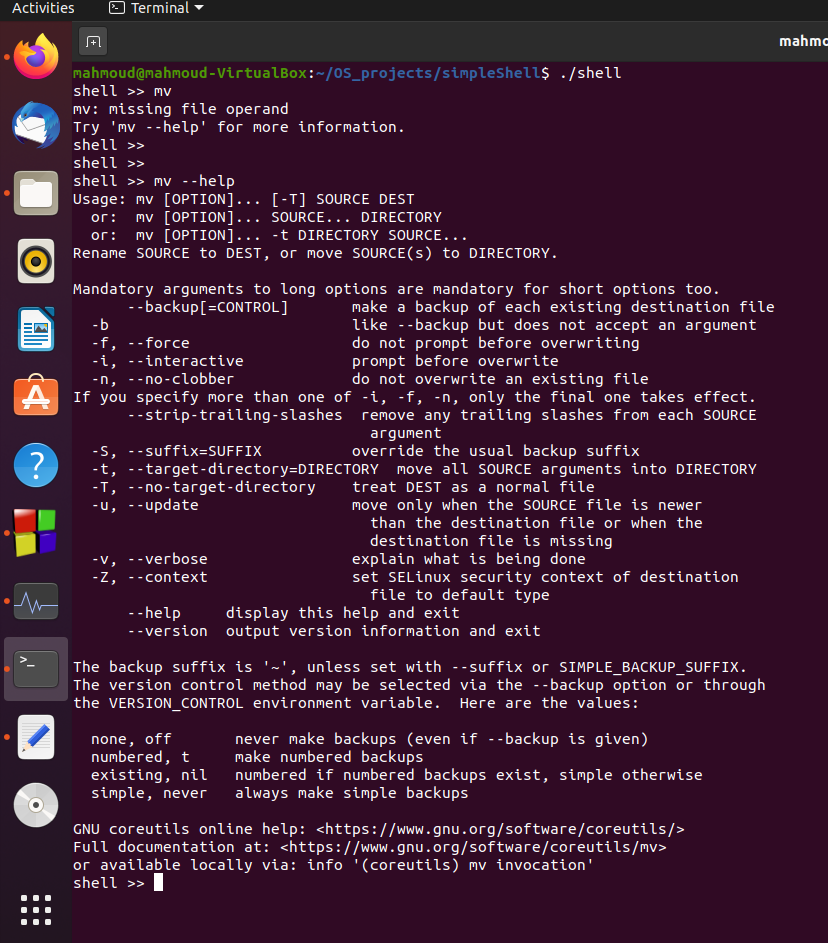 Activities Terminal
mahmo
mahmoud@mahmoud-VirtualBox:~/OS_projects/simpleShell$ ./shell
shell >> mv
mv: missing file operand
Try 'mv --help' for more information.
shell >>
shell >>
shell >> mv --help
Usage: mv [OPTION]... [-T] SOURCE DEST
  or:  mv [OPTION]... SOURCE... DIRECTORY
  or:  mv [OPTION]... -t DIRECTORY SOURCE...
Rename SOURCE to DEST, or move SOURCE(s) to DIRECTORY.

Mandatory arguments to long options are mandatory for short options too.
      --backup[=CONTROL]       make a backup of each existing destination file
  -b                           like --backup but does not accept an argument
  -f, --force                  do not prompt before overwriting
  -i, --interactive            prompt before overwrite
  -n, --no-clobber             do not overwrite an existing file
If you specify more than one of -i, -f, -n, only the final one takes effect.
      --strip-trailing-slashes  remove any trailing slashes from each SOURCE
                                 argument
  -S, --suffix=SUFFIX          override the usual backup suffix
  -t, --target-directory=DIRECTORY  move all SOURCE arguments into DIRECTORY
  -T, --no-target-directory    treat DEST as a normal file
  -u, --update                 move only when the SOURCE file is newer
                                 than the destination file or when the
                                 destination file is missing
  -v, --verbose                explain what is being done
  -Z, --context                set SELinux security context of destination
                                 file to default type
      --help     display this help and exit
      --version  output version information and exit

The backup suffix is '~', unless set with --suffix or SIMPLE_BACKUP_SUFFIX.
The version control method may be selected via the --backup option or through
the VERSION_CONTROL environment variable.  Here are the values:

  none, off       never make backups (even if --backup is given)
  numbered, t     make numbered backups
  existing, nil   numbered if numbered backups exist, simple otherwise
  simple, never   always make simple backups

GNU coreutils online help: <https://www.gnu.org/software/coreutils/>
Full documentation at: <https://www.gnu.org/software/coreutils/mv>
or available locally via: info '(coreutils) mv invocation'
shell >>